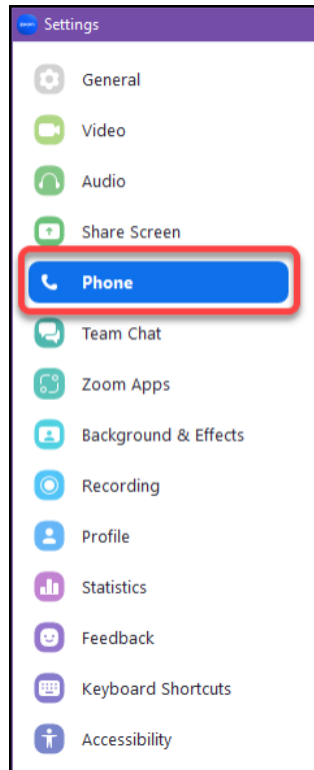 zoom Settings
General
Video
Audio
Share Screen
Phone
Team Chat
Zoom Apps
Background & Effects
Recording
Profile
Statistics
Feedback
Keyboard Shortcuts
Accessibility